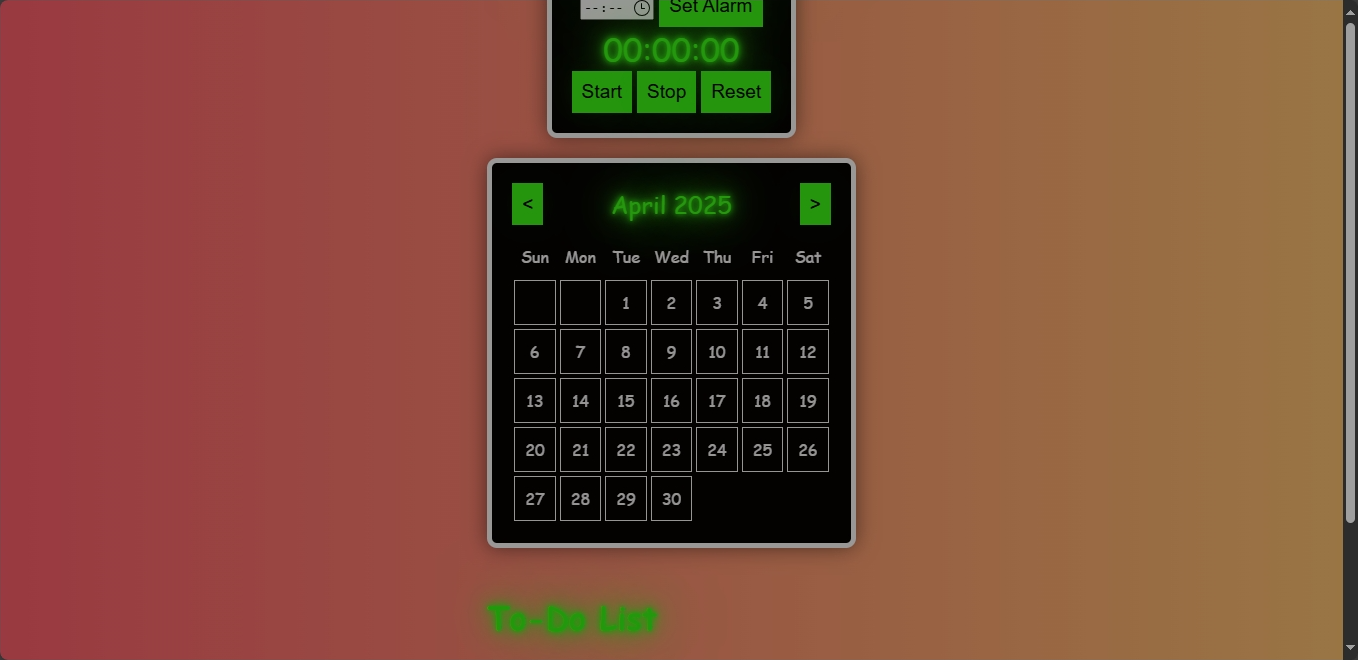 --:-- Set Alarm
00:00:00
Start Stop Reset
< April 2025 >
Sun Mon Tue Wed Thu Fri Sat
1 2 3 4 5
6 7 8 9 10 11 12
13 14 15 16 17 18 19
20 21 22 23 24 25 26
27 28 29 30
To-Do List